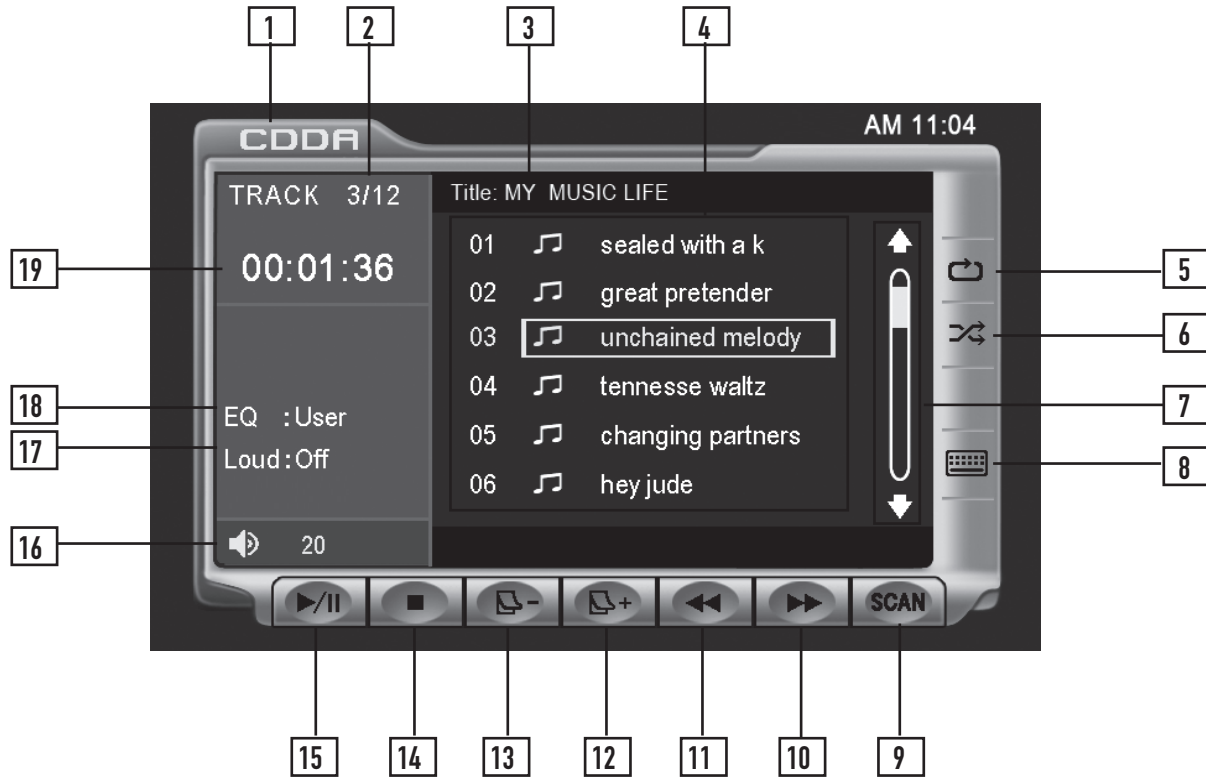 1 2 3 4
CDDA AM 11:04
TRACK 3/12
Title: MY MUSIC LIFE
00:01:36
01 sealed with a k
02 great pretender
03 unchained melody
04 tennesse waltz
05 changing partners
06 hey jude
EQ :User
Loud:Off
20
SCAN
5
6
7
8
19
18
17
16
15 14 13 12 11 10 9